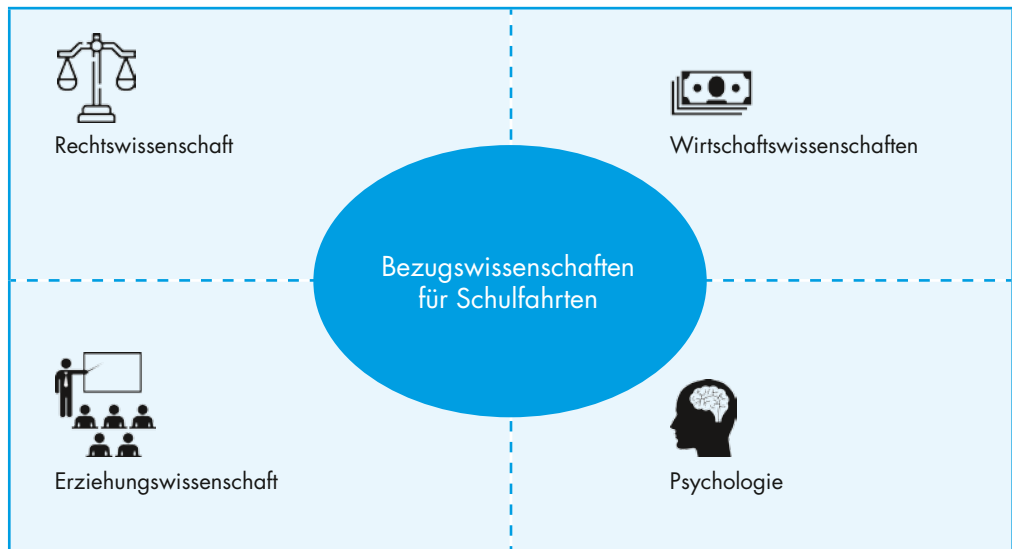 Rechtswissenschaft
Wirtschaftswissenschaften
Bezugswissenschaften
für Schulfahrten
Erziehungswissenschaft
Psychologie